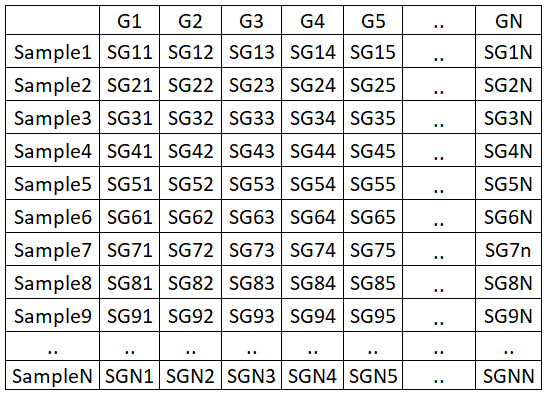 G1 G2 G3 G4 G5 .. GN
Sample1 SG11 SG12 SG13 SG14 SG15 .. SG1N
Sample2 SG21 SG22 SG23 SG24 SG25 .. SG2N
Sample3 SG31 SG32 SG33 SG34 SG35 .. SG3N
Sample4 SG41 SG42 SG43 SG44 SG45 .. SG4N
Sample5 SG51 SG52 SG53 SG54 SG55 .. SG5N
Sample6 SG61 SG62 SG63 SG64 SG65 .. SG6N
Sample7 SG71 SG72 SG73 SG74 SG75 .. SG7n
Sample8 SG81 SG82 SG83 SG84 SG85 .. SG8N
Sample9 SG91 SG92 SG93 SG94 SG95 .. SG9N
.. .. .. .. .. .. .. ..
SampleN SGN1 SGN2 SGN3 SGN4 SGN5 .. SGNN